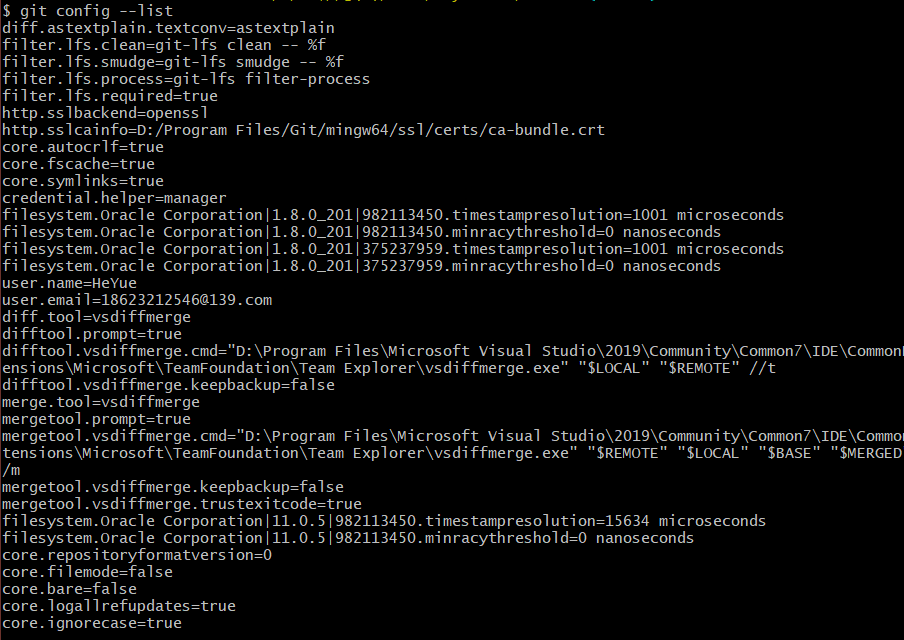 $ git config --list
diff.astextplain.textconv=astextplain
filter.lfs.clean=git-lfs clean -- %f
filter.lfs.smudge=git-lfs smudge -- %f
filter.lfs.process=git-lfs filter-process
filter.lfs.required=true
http.sslbackend=openssl
http.sslcainfo=D:/Program Files/Git/mingw64/ssl/certs/ca-bundle.crt
core.autocrlf=true
core.fscache=true
core.symlinks=true
credential.helper=manager
filesystem.Oracle Corporation|1.8.0_201|982113450.timestampresolution=1001 microseconds
filesystem.Oracle Corporation|1.8.0_201|982113450.minracythreshold=0 nanoseconds
filesystem.Oracle Corporation|1.8.0_201|375237959.timestampresolution=1001 microseconds
filesystem.Oracle Corporation|1.8.0_201|375237959.minracythreshold=0 nanoseconds
user.name=HeYue
user.email=18623212546@139.com
diff.tool=vsdiffmerge
difftool.prompt=true
difftool.vsdiffmerge.cmd="D:\Program Files\Microsoft Visual Studio\2019\Community\Common7\IDE\Common
ensions\Microsoft\TeamFoundation\Team Explorer\vsdiffmerge.exe" "$LOCAL" "$REMOTE" //t
difftool.vsdiffmerge.keepbackup=false
merge.tool=vsdiffmerge
mergetool.prompt=true
mergetool.vsdiffmerge.cmd="D:\Program Files\Microsoft Visual Studio\2019\Community\Common7\IDE\Commo
tensions\Microsoft\TeamFoundation\Team Explorer\vsdiffmerge.exe" "$REMOTE" "$LOCAL" "$BASE" "$MERGED
/m
mergetool.vsdiffmerge.keepbackup=false
mergetool.vsdiffmerge.trustexitcode=true
filesystem.Oracle Corporation|11.0.5|982113450.timestampresolution=15634 microseconds
filesystem.Oracle Corporation|11.0.5|982113450.minracythreshold=0 nanoseconds
core.repositoryformatversion=0
core.filemode=false
core.bare=false
core.logallrefupdates=true
core.ignorecase=true